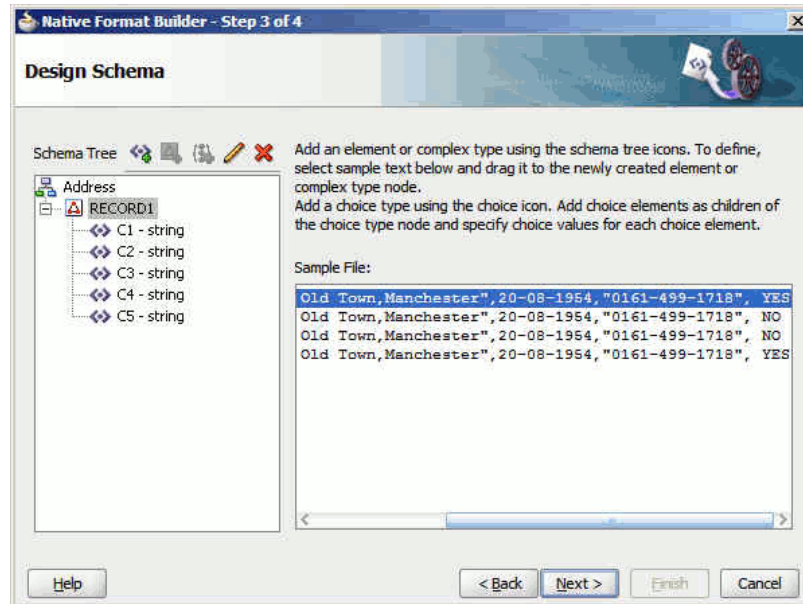 Native Format Builder - Step 3 of 4
Design Schema
Schema Tree
Address
RECORD1
C1 - string
C2 - string
C3 - string
C4 - string
C5 - string
Add an element or complex type using the schema tree icons. To define,
select sample text below and drag it to the newly created element or
complex type node.
Add a choice type using the choice icon. Add choice elements as children of
the choice type node and specify choice values for each choice element.
Sample File:
Old Town,Manchester",20-08-1954,"0161-499-1718", YES
Old Town,Manchester",20-08-1954,"0161-499-1718", NO
Old Town,Manchester",20-08-1954,"0161-499-1718", NO
Old Town,Manchester",20-08-1954,"0161-499-1718", YES
Help
< Back
Next >
Finish
Cancel